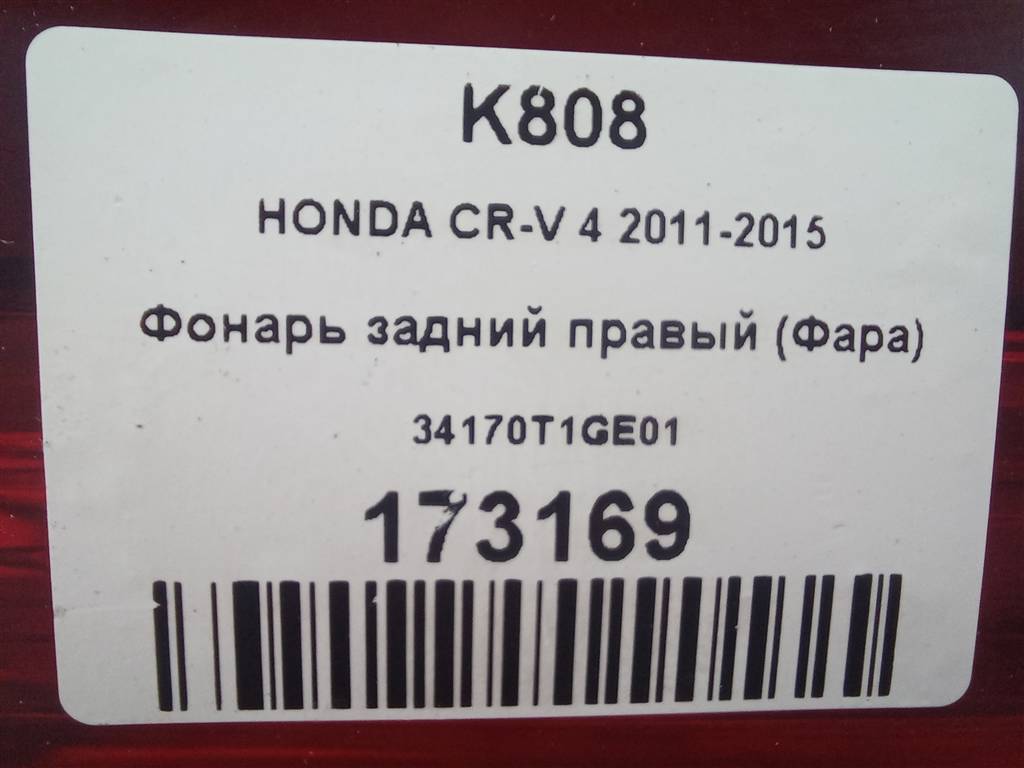 K808
HONDA CR-V 4 2011-2015
Фонарь задний правый (Фара)
34170T1GE01
173169